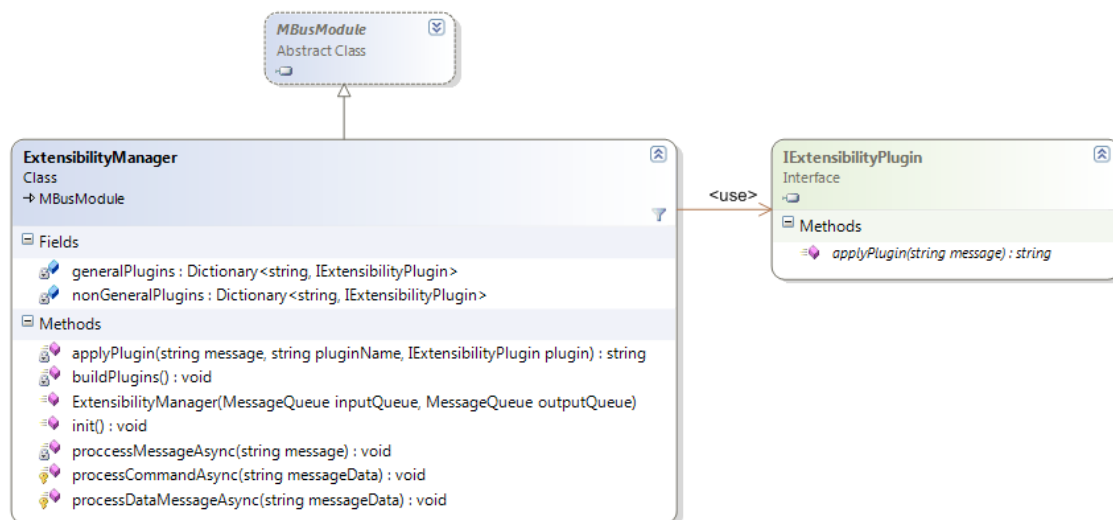 MBusModule
Abstract Class
ExtensibilityManager
Class
MBusModule
Fields
generalPlugins : Dictionary<string, IExtensibilityPlugin>
nonGeneralPlugins : Dictionary<string, IExtensibilityPlugin>
Methods
applyPlugin(string message, string pluginName, IExtensibilityPlugin plugin) : string
buildPlugins() : void
ExtensibilityManager(MessageQueue inputQueue, MessageQueue outputQueue)
init() : void
proccessMessageAsync(string message) : void
processCommandAsync(string messageData) : void
processDataMessageAsync(string messageData) : void
<use>
IExtensibilityPlugin
Interface
Methods
applyPlugin(string message) : string